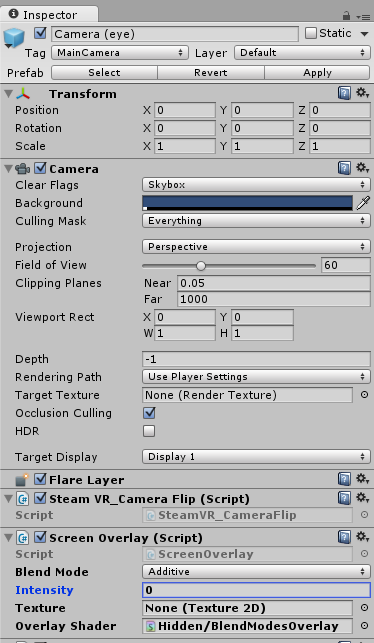 Inspector
Camera (eye) Static
Tag MainCamera Layer Default
Prefab Select Revert Apply
Transform
Position X 0 Y 0 Z 0
Rotation X 0 Y 0 Z 0
Scale X 1 Y 1 Z 1
Camera
Clear Flags Skybox
Background
Culling Mask Everything
Projection Perspective
Field of View 60
Clipping Planes Near 0.05
Far 1000
Viewport Rect X 0 Y 0
W 1 H 1
Depth -1
Rendering Path Use Player Settings
Target Texture None (Render Texture)
Occlusion Culling
HDR
Target Display Display 1
Flare Layer
Steam VR_Camera Flip (Script)
Script SteamVR_CameraFlip
Screen Overlay (Script)
Script ScreenOverlay
Blend Mode Additive
Intensity 0
Texture None (Texture 2D)
Overlay Shader Hidden/BlendModesOverlay